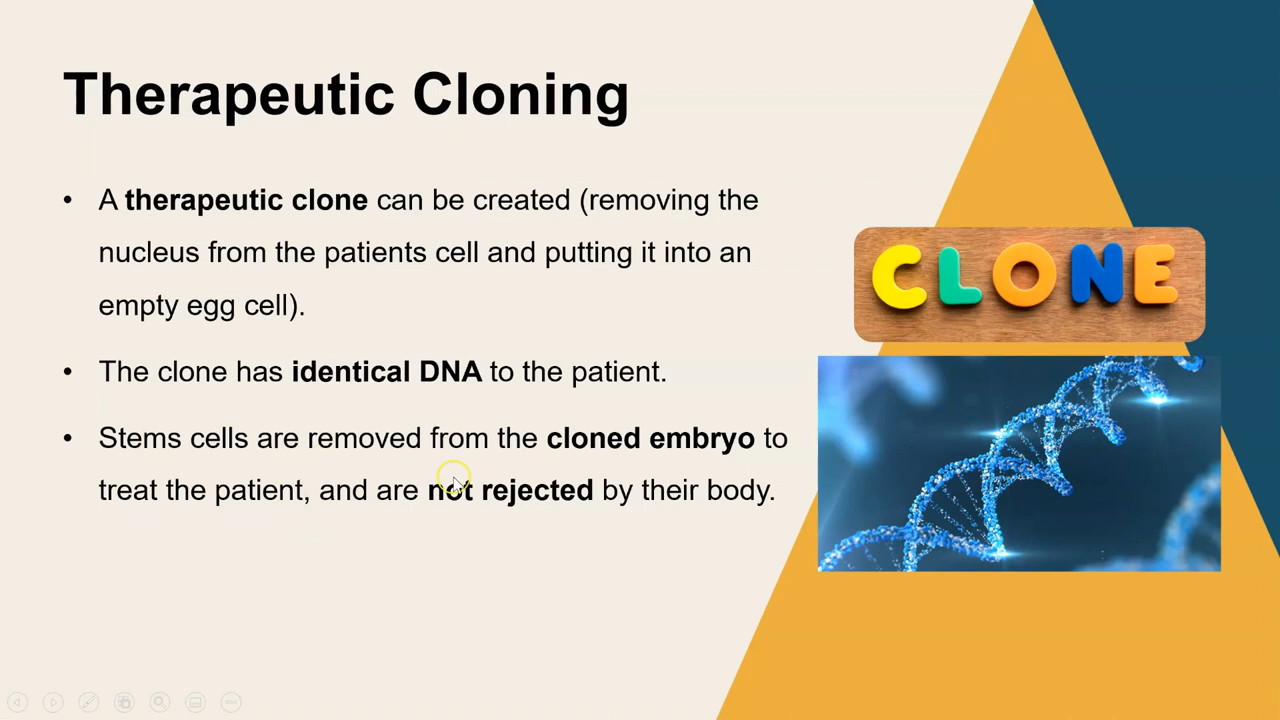 Therapeutic Cloning
• A therapeutic clone can be created (removing the
nucleus from the patients cell and putting it into an
empty egg cell).
• The clone has identical DNA to the patient.
• Stems cells are removed from the cloned embryo to
treat the patient, and are not rejected by their body.
CLONE